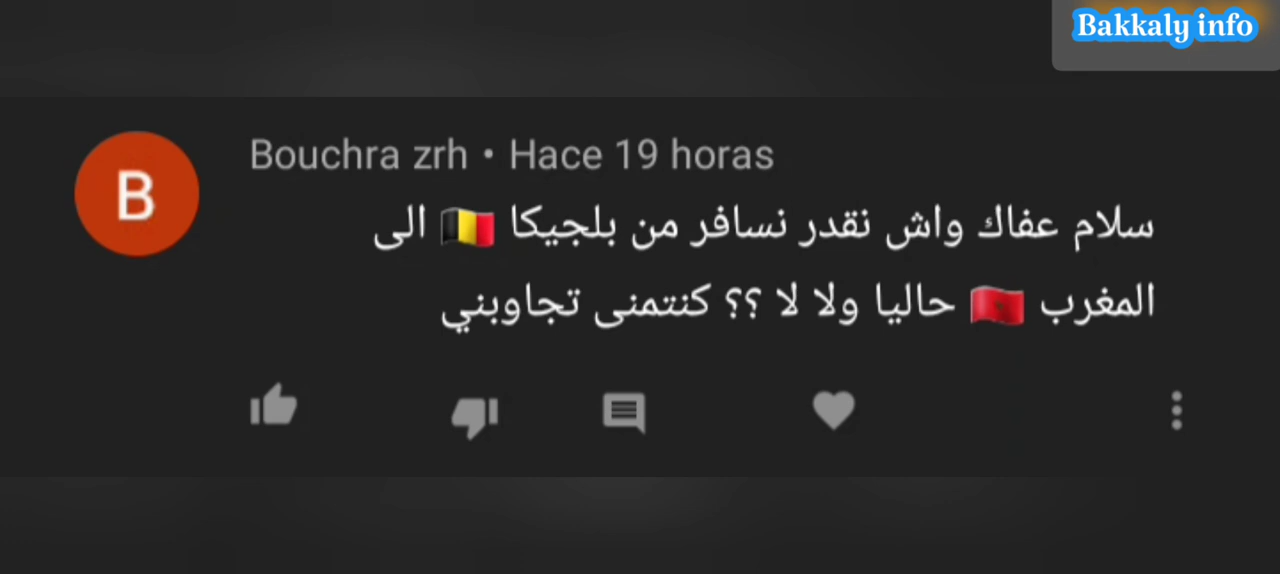 Bakkaly info
B
Bouchra zrh • Hace 19 horas
سلام عفاك واش نقدر نسافر من بلجيكا 🇧🇪 الى
المغرب 🇲🇦 حاليا ولا لا ؟؟ كنتمنى تجاوبني